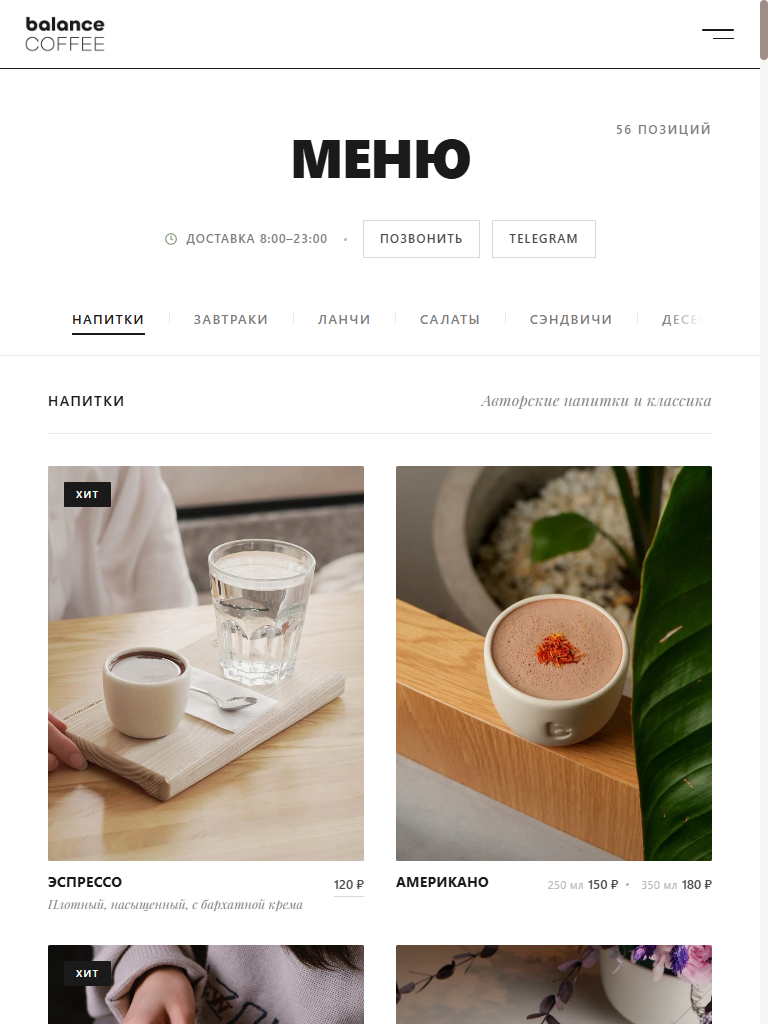 balance
COFFEE
56 ПОЗИЦИЙ
МЕНЮ
ДОСТАВКА 8:00–23:00 • ПОЗВОНИТЬ TELEGRAM
НАПИТКИ ЗАВТРАКИ ЛАНЧИ САЛАТЫ СЭНДВИЧИ
НАПИТКИ Авторские напитки и классика
ХИТ
ЭСПРЕССО 120 ₽ АМЕРИКАНО 250 мл 150 ₽ • 350 мл 180 ₽
Плотный, насыщенный, с бархатной крема
ХИТ